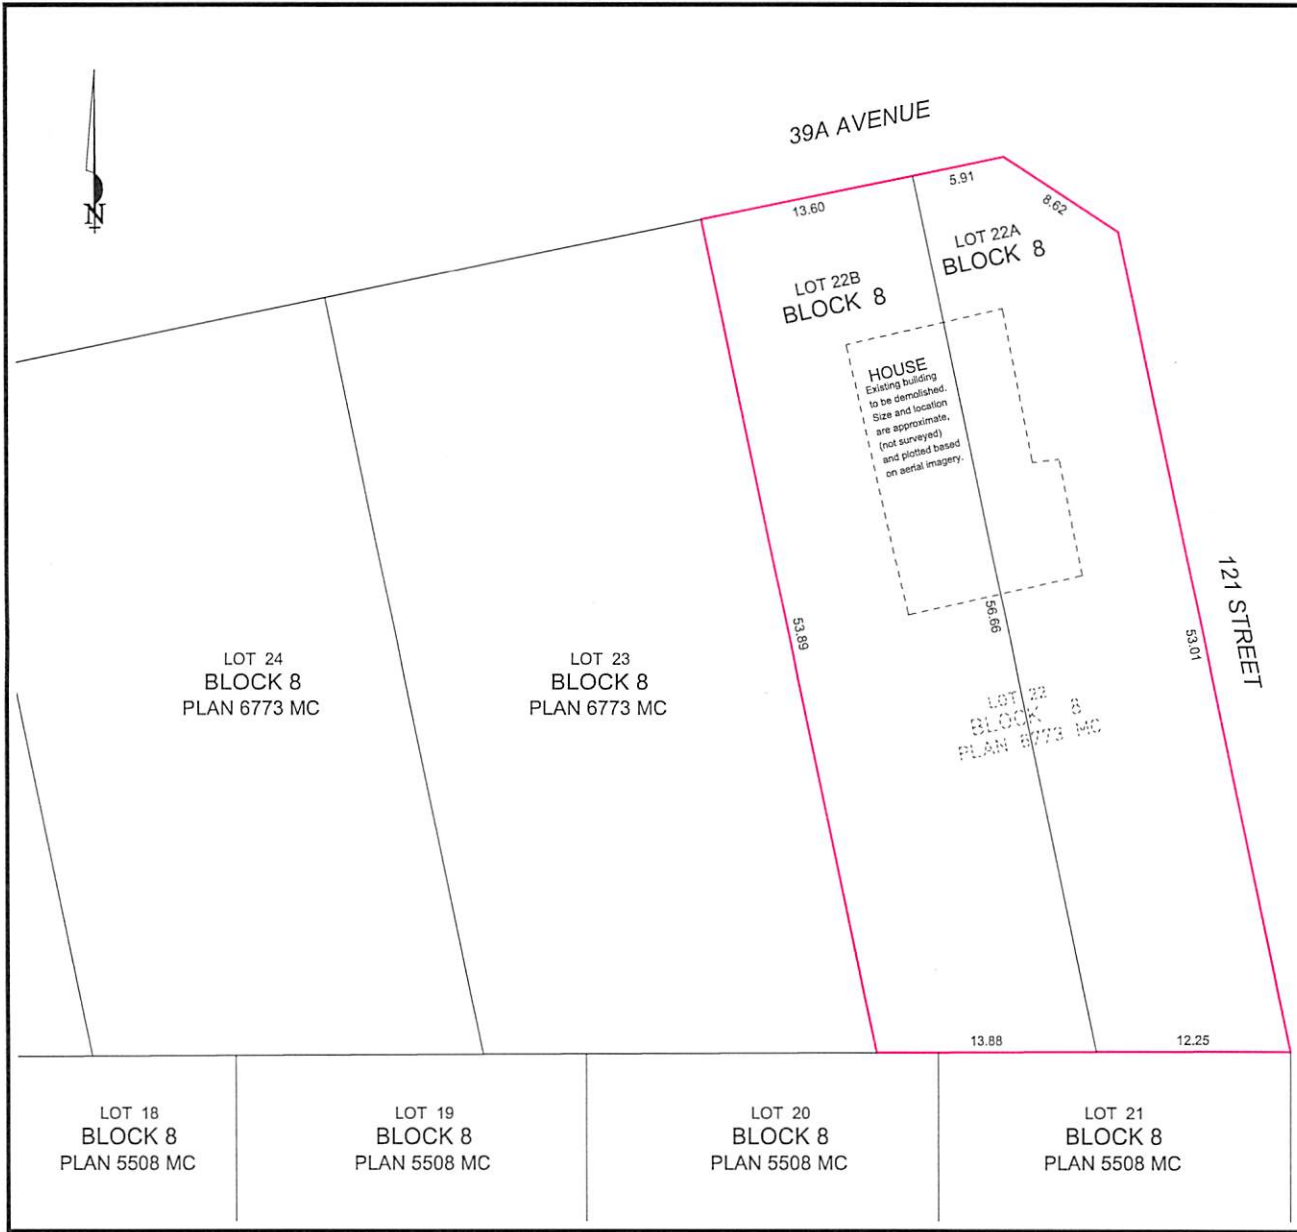 39A AVENUE
N
5.91
8.62
13.60
LOT 22A
BLOCK 8
LOT 22B
BLOCK 8
HOUSE
Existing building
to be demolished.
Size and location
are approximate,
(not surveyed)
and plotted based
on aerial imagery.
121 STREET
53.89
56.66
53.01
LOT 24
BLOCK 8
PLAN 6773 MC
LOT 23
BLOCK 8
PLAN 6773 MC
LOT 22
BLOCK 8
PLAN 6773 MC
13.88
12.25
LOT 18
BLOCK 8
PLAN 5508 MC
LOT 19
BLOCK 8
PLAN 5508 MC
LOT 20
BLOCK 8
PLAN 5508 MC
LOT 21
BLOCK 8
PLAN 5508 MC